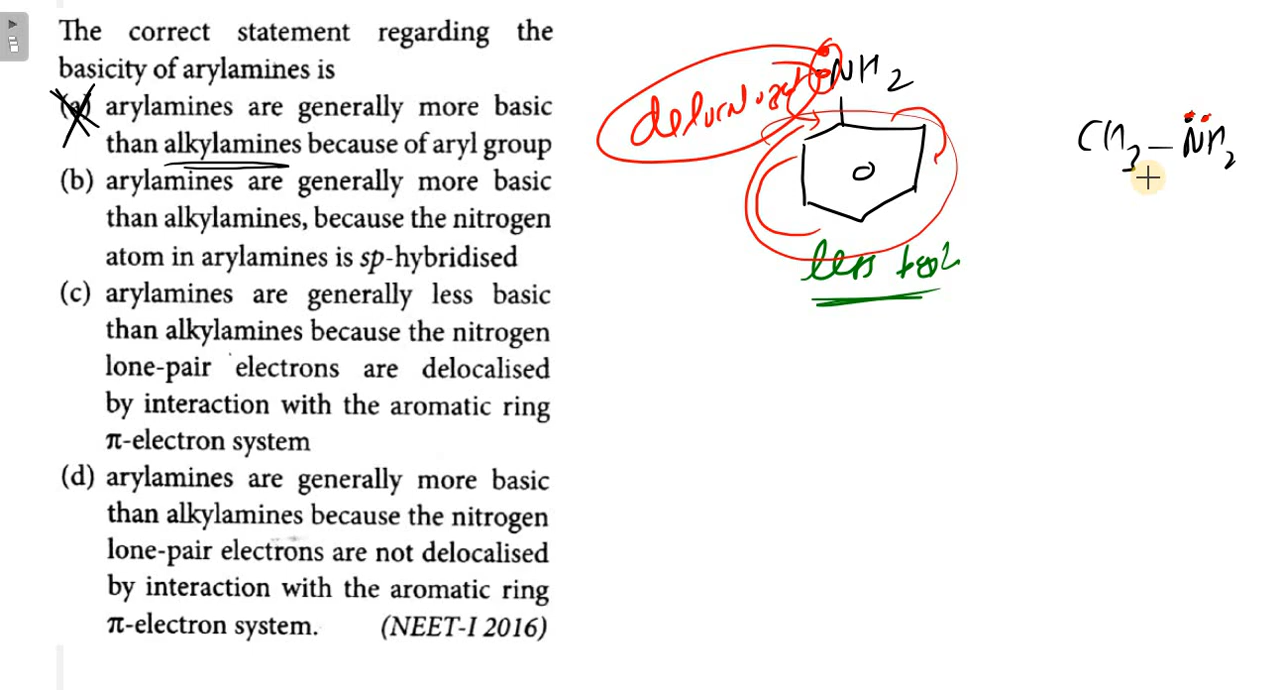 The correct statement regarding the
basicity of arylamines is
(a) arylamines are generally more basic
than alkylamines because of aryl group
(b) arylamines are generally more basic
than alkylamines, because the nitrogen
atom in arylamines is sp-hybridised
(c) arylamines are generally less basic
than alkylamines because the nitrogen
lone-pair electrons are delocalised
by interaction with the aromatic ring
π-electron system
(d) arylamines are generally more basic
than alkylamines because the nitrogen
lone-pair electrons are not delocalised
by interaction with the aromatic ring
π-electron system. (NEET-I 2016)
NH2
less
CH3–NH2